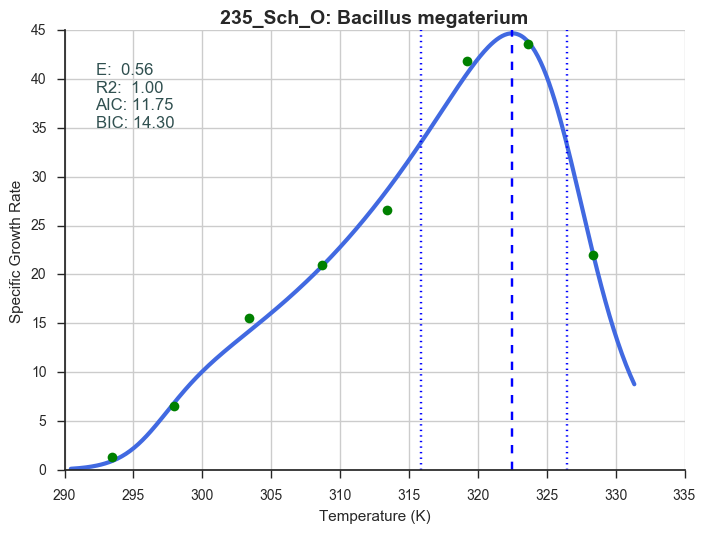 235_Sch_O: Bacillus megaterium
E: 0.56
R2: 1.00
AIC: 11.75
BIC: 14.30
Specific Growth Rate
45
40
35
30
25
20
15
10
5
0
290 295 300 305 310 315 320 325 330 335
Temperature (K)